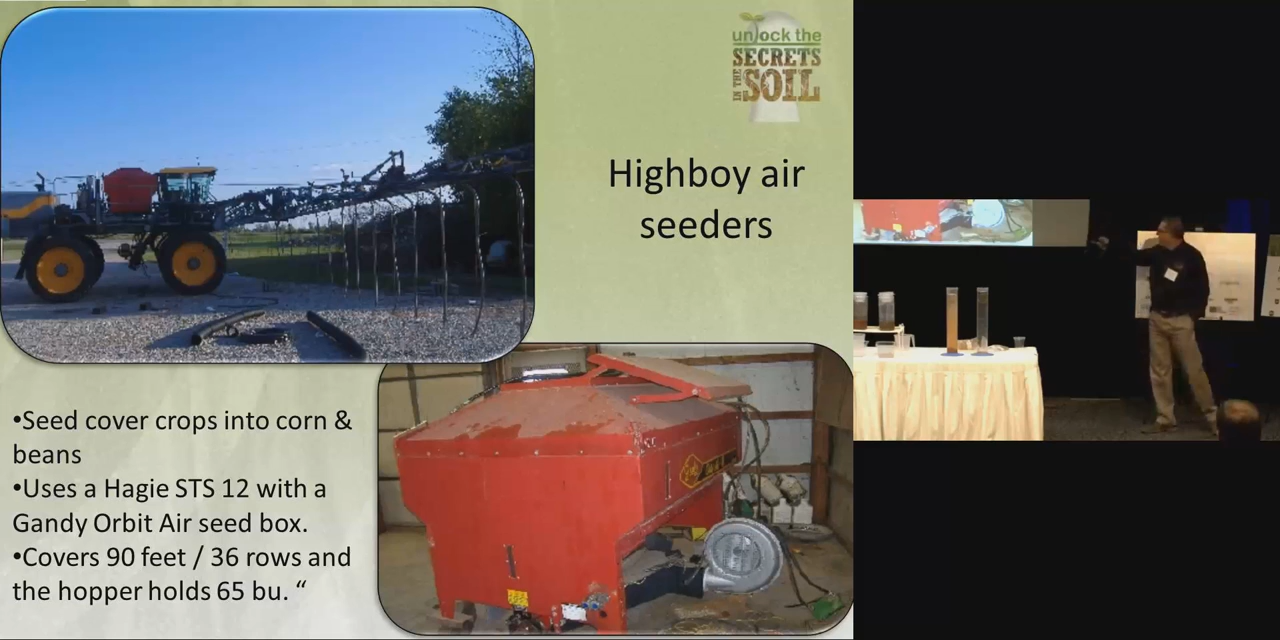 unlock the
SECRETS
IN THE
SOIL
Highboy air
seeders
•Seed cover crops into corn &
beans
•Uses a Hagie STS 12 with a
Gandy Orbit Air seed box.
•Covers 90 feet / 36 rows and
the hopper holds 65 bu. “